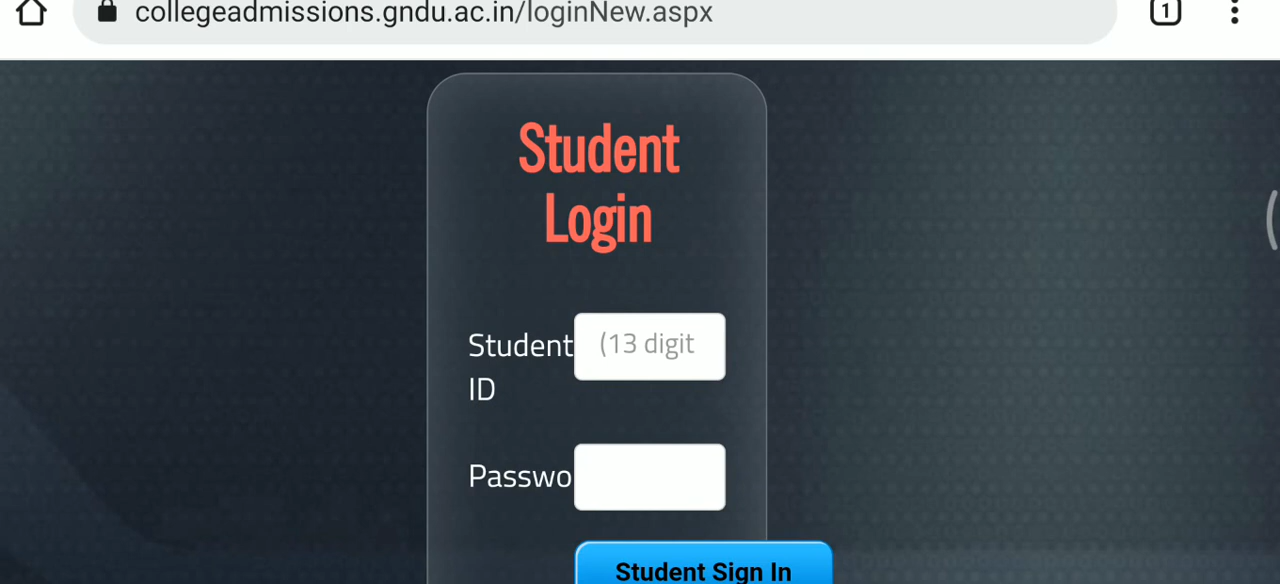 collegeadmissions.gndu.ac.in/loginNew.aspx
1
Student
Login
Student
ID
(13 digit
Passwo
Student Sign In